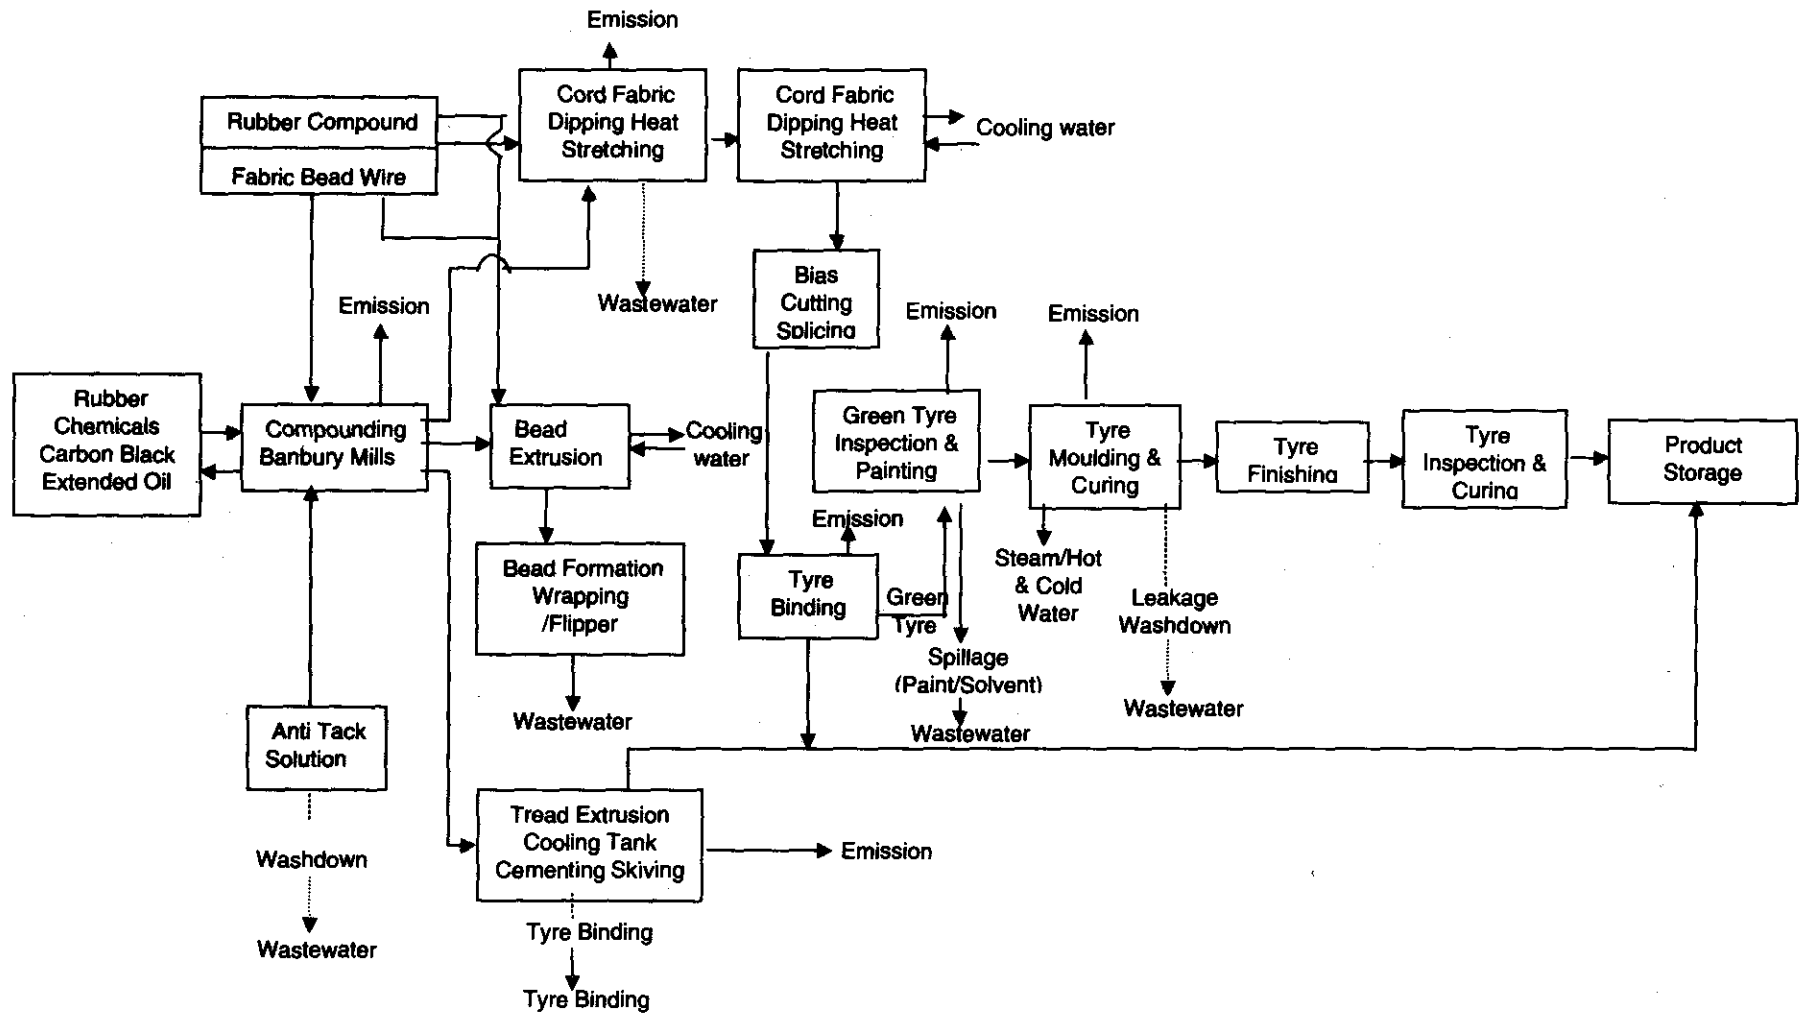 Emission
Rubber Compound
Fabric Bead Wire
Cord Fabric
Dipping Heat
Stretching
Cord Fabric
Dipping Heat
Stretching
Cooling water
Wastewater
Bias
Cutting
Splicing
Emission
Emission
Emission
Rubber
Chemicals
Carbon Black
Extended Oil
Compounding
Banbury Mills
Bead
Extrusion
Cooling
water
Green Tyre
Inspection &
Painting
Tyre
Moulding &
Curing
Tyre
Finishing
Tyre
Inspection &
Curing
Product
Storage
Bead Formation
Wrapping
/Flipper
Wastewater
Emission
Tyre
Binding
Green
Tyre
Steam/Hot
& Cold
Water
Leakage
Washdown
Wastewater
Spillage
(Paint/Solvent)
Wastewater
Anti Tack
Solution
Washdown
Wastewater
Tread Extrusion
Cooling Tank
Cementing Skiving
Emission
Tyre Binding
Tyre Binding